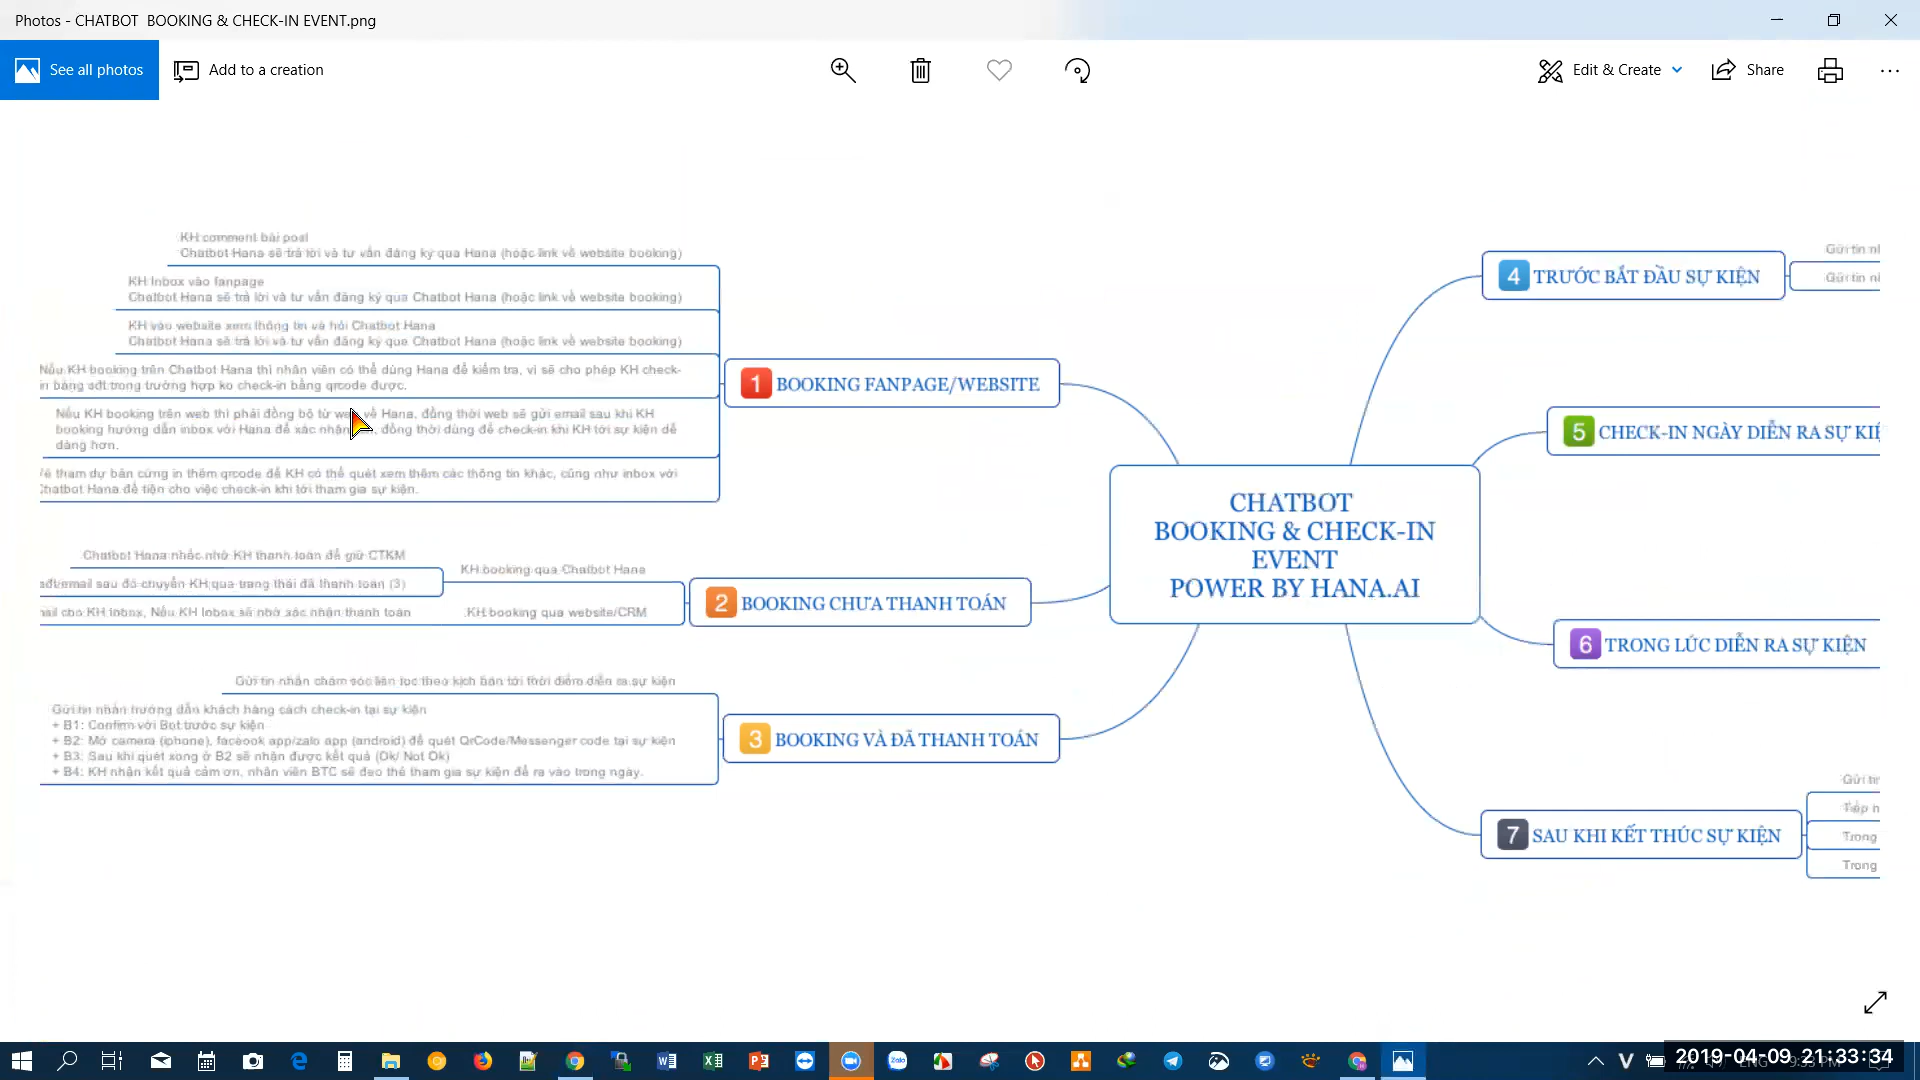 Photos - CHATBOT  BOOKING & CHECK-IN EVENT.png
See all photos
Add to a creation
Edit & Create
Share
KH comment bài post
Chatbot Hana sẽ trả lời và tư vấn đăng ký qua Hana (hoặc link về website booking)
KH Inbox vào fanpage
Chatbot Hana sẽ trả lời và tư vấn đăng ký qua Chatbot Hana (hoặc link về website booking)
KH vào website xem thông tin và hỏi Chatbot Hana
Chatbot Hana sẽ trả lời và tư vấn đăng ký qua Chatbot Hana (hoặc link về website booking)
Nếu KH booking trên Chatbot Hana thì nhân viên có thể dùng Hana để kiểm tra, vì sẽ cho phép KH check-
in bằng sđt trong trường hợp ko check-in bằng qrcode được.
Nếu KH booking trên web thì phải đồng bộ từ web về Hana, đồng thời web sẽ gửi email sau khi KH
booking hướng dẫn inbox với Hana để xác nhận, đồng thời dùng để check-in khi KH tới sự kiện dễ
dàng hơn.
tham dự bản cứng in thêm qrcode để KH có thể quét xem thêm các thông tin khác, cũng như inbox với
Chatbot Hana để tiện cho việc check-in khi tới tham gia sự kiện.
1 BOOKING FANPAGE/WEBSITE
Chatbot Hana nhắc nhở KH thanh toán để giữ CTKM
KH booking qua Chatbot Hana
sđt/email sau đó chuyển KH qua trạng thái đã thanh toán (3)
cho KH inbox, Nếu KH Inbox sẽ nhờ xác nhận thanh toán
KH booking qua website/CRM
2 BOOKING CHƯA THANH TOÁN
Gửi tin nhắn chăm sóc liên tục theo kịch bản tới thời điểm diễn ra sự kiện
Gửi tin nhắn hướng dẫn khách hàng cách check-in tại sự kiện
+ B1: Confirm với Bot trước sự kiện
+ B2: Mở camera (iphone), facebook app/zalo app (android) để quét QrCode/Messenger code tại sự kiện
+ B3: Sau khi quét xong ở B2 sẽ nhận được kết quả (Ok/ Not Ok)
+ B4: KH nhận kết quả cảm ơn, nhân viên BTC sẽ đeo thẻ tham gia sự kiện để ra vào trong ngày.
3 BOOKING VÀ ĐÃ THANH TOÁN
CHATBOT
BOOKING & CHECK-IN
EVENT
POWER BY HANA.AI
4 TRƯỚC BẮT ĐẦU SỰ KIỆN
Gửi tin
Gửi tin
5 CHECK-IN NGÀY DIỄN RA SỰ
6 TRONG LÚC DIỄN RA SỰ KIỆN
7 SAU KHI KẾT THÚC SỰ KIỆN
Gửi
Tiếp
Trong
Trong
2019-04-09 21:33:34